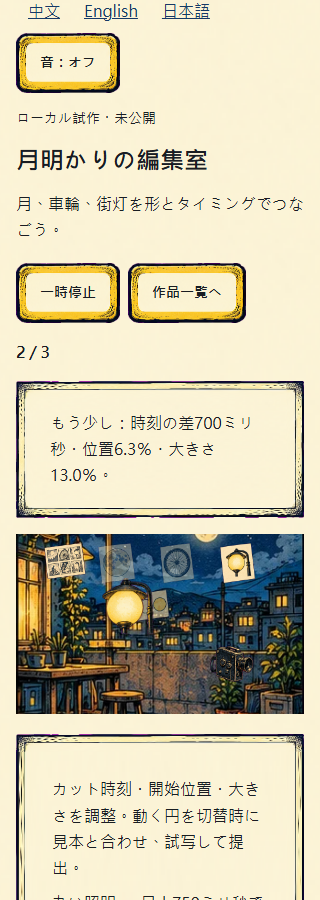 中文 English 日本語
音：オフ
ローカル試作・未公開
月明かりの編集室
月、車輪、街灯を形とタイミングでつな
ごう。
一時停止 作品一覧へ
2 / 3
もう少し：時刻の差700ミリ
秒・位置6.3%・大きさ
13.0%。
カット時刻・開始位置・大き
さを調整。動く円を切替時に
見本と合わせ、試写して提
出。